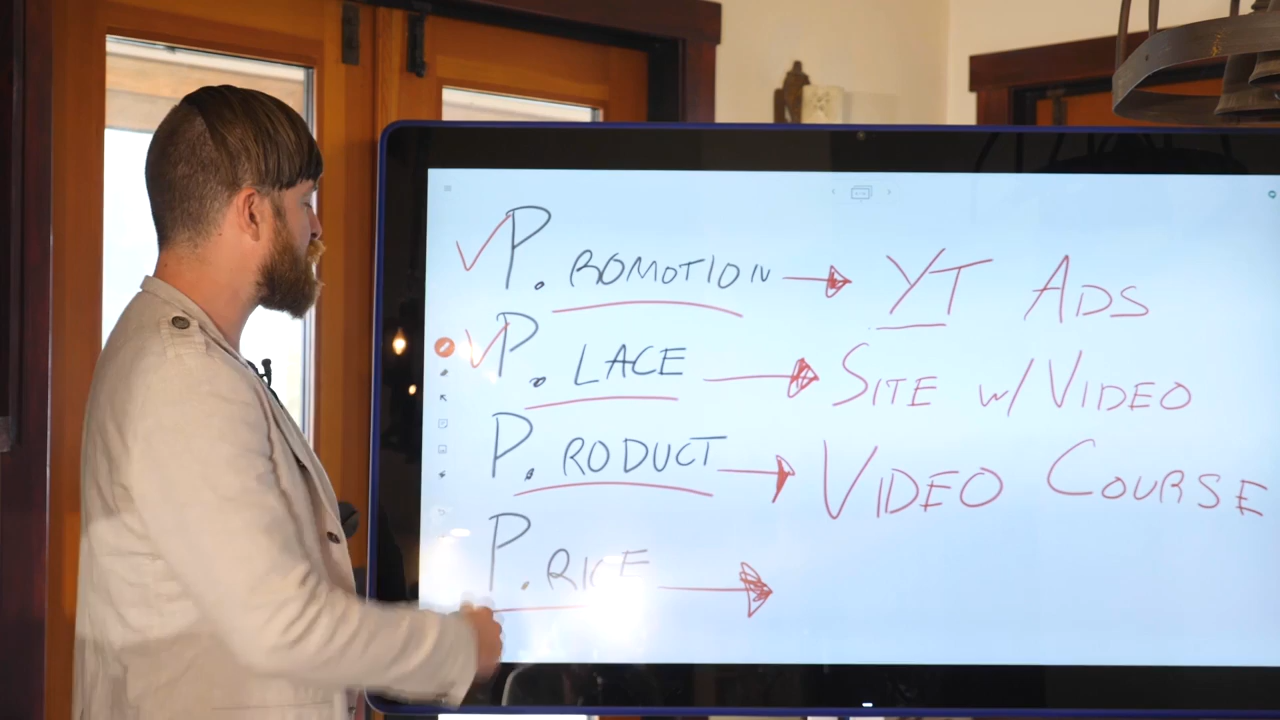 P. ROMOTION → YT ADS
P. LACE → SITE w/ VIDEO
P. RODUCT → VIDEO COURSE
P. RICE →